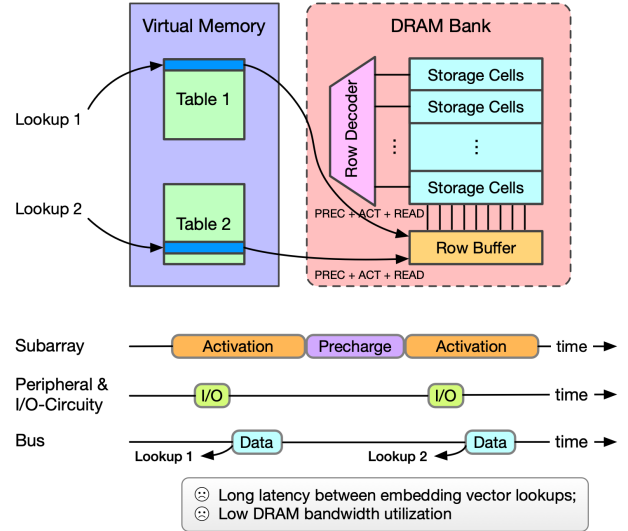 Virtual Memory
DRAM Bank
Table 1
Storage Cells
Storage Cells
Lookup 1
Row Decoder
⋮
⋮
Storage Cells
Lookup 2
PREC + ACT + READ
Table 2
Row Buffer
PREC + ACT + READ
Subarray
Activation
Precharge
Activation
time
Peripheral &
I/O-Circuity
I/O
I/O
time
Bus
Data
Data
time
Lookup 1
Lookup 2
☹ Long latency between embedding vector lookups;
☹ Low DRAM bandwidth utilization